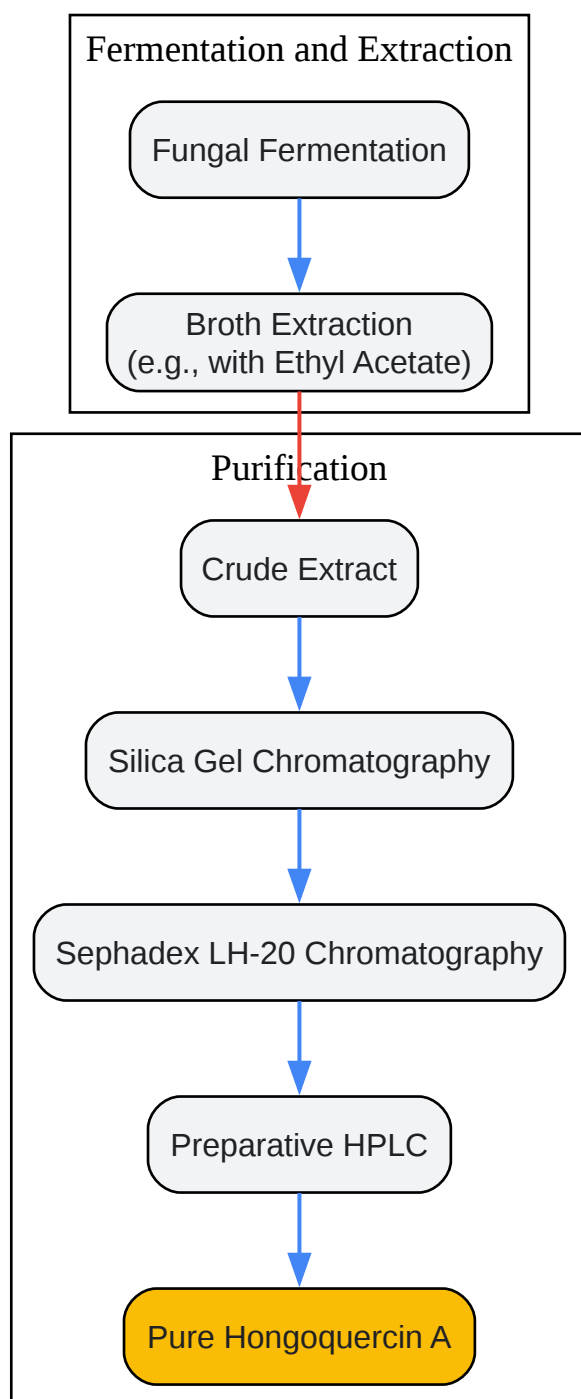 Fermentation and Extraction
Fungal Fermentation
Broth Extraction
(e.g., with Ethyl Acetate)
Purification
Crude Extract
Silica Gel Chromatography
Sephadex LH-20 Chromatography
Preparative HPLC
Pure Hongoquercin A